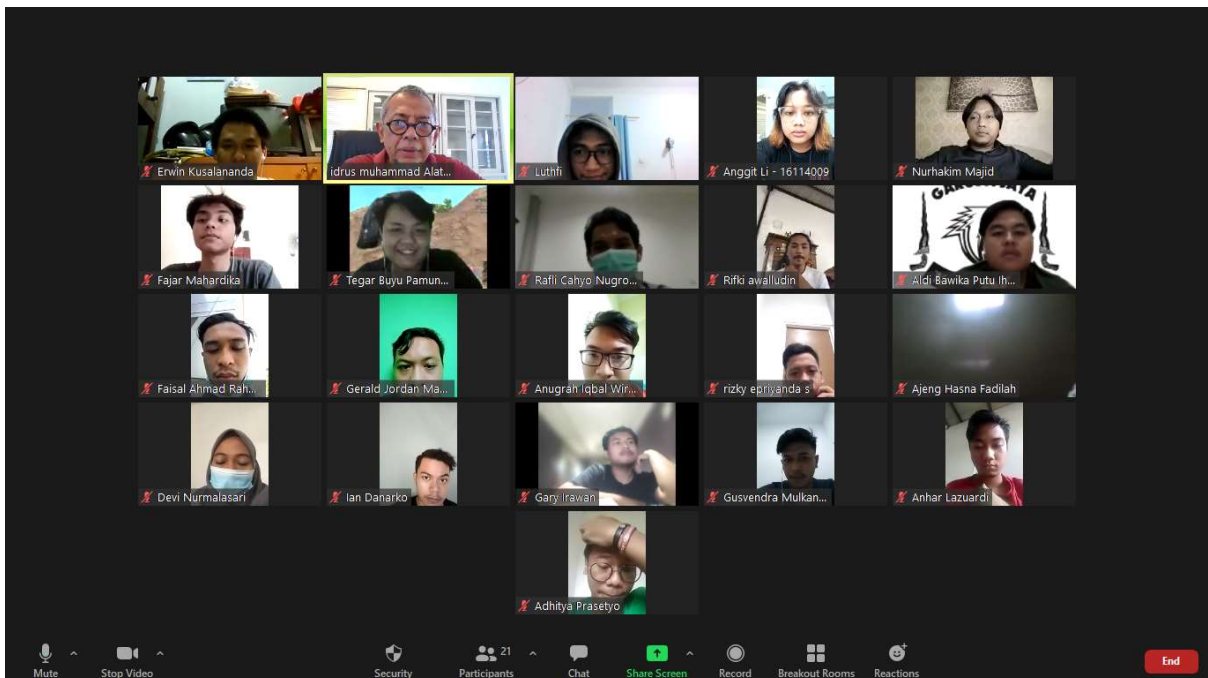 Erwin Kusalananda
idrus muhammad Alat...
Luthfi
Anggit Li - 16114009
Nurhakim Majid
Fajar Mahardika
Tegar Buyu Pamun...
Rafli Cahyo Nugro...
Rifki awalludin
Aldi Bawika Putu Ih...
Faisal Ahmad Rah...
Gerald Jordan Ma...
Anugrah Iqbal Wir...
rizky epriyanda s
Ajeng Hasna Fadilah
Devi Nurmalasari
Ian Danarko
Gary Irawan
Gusvendra Mulkan...
Anhar Lazuardi
Adhitya Prasetyo
21
Mute
Stop Video
Security
Participants
Chat
Share Screen
Record
Breakout Rooms
Reactions
End